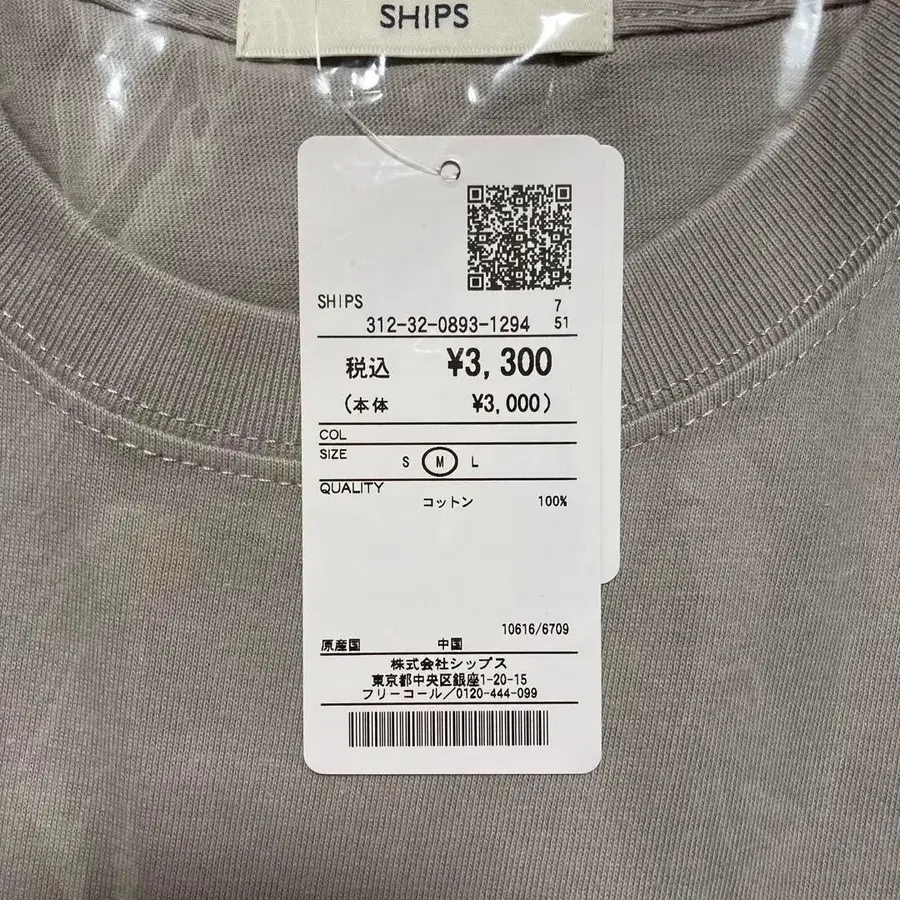 SHIPS
SHIPS 7
312-32-0893-1294 51
税込 ¥3,300
(本体 ¥3,000)
COL
SIZE
S M L
QUALITY
コットン 100%
10616/6709
原産国 中国
株式会社シップス
東京都中央区銀座1-20-15
フリーコール/0120-444-099